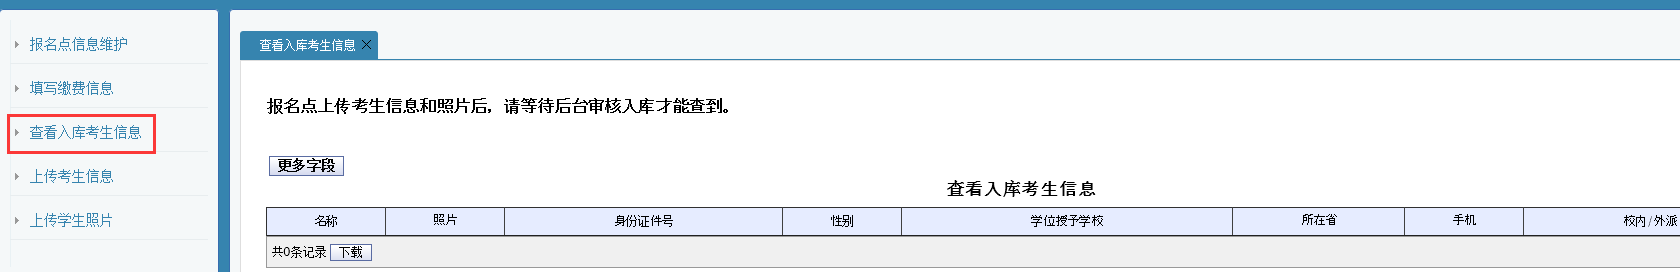 报名点信息维护
填写缴费信息
查看入库考生信息
上传考生信息
上传学生照片
查看入库考生信息
报名点上传考生信息和照片后，请等待后台审核入库才能查到。
更多字段
查看入库考生信息
名称 照片 身份证件号 性别 学位授予学校 所在省 手机 校内/外派
共0条记录 下载